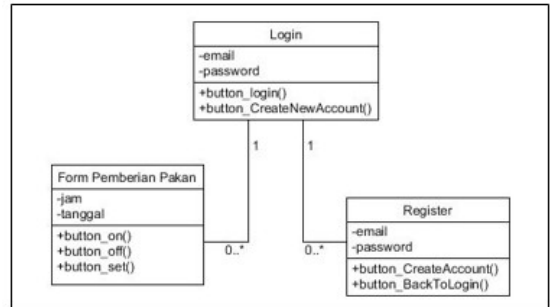 Login
-email
-password
+button_login()
+button_CreateNewAccount()
1
1
Form Pemberian Pakan
-jam
-tanggal
+button_on()
+button_off()
+button_set()
0..*
0..*
Register
-email
-password
+button_CreateAccount()
+button_BackToLogin()